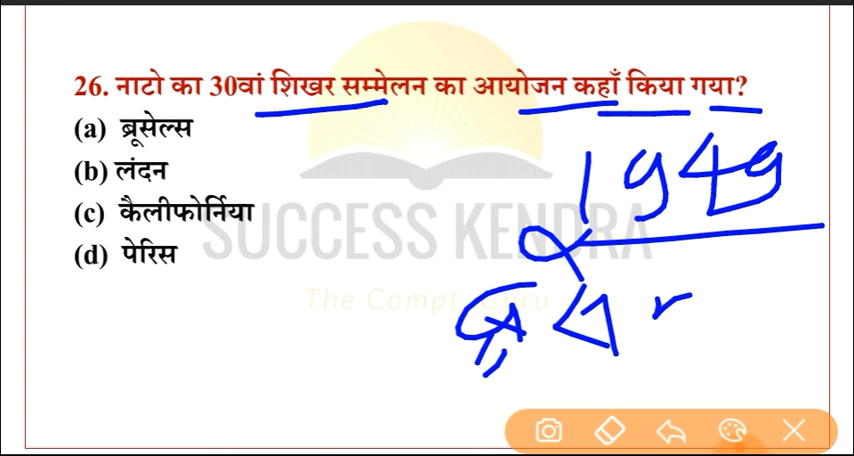 26. नाटो का 30वां शिखर सम्मेलन का आयोजन कहाँ किया गया?
(a) ब्रूसेल्स
(b) लंदन
(c) कैलीफोर्निया
(d) पेरिस
1949
SUCCESS KENDRA